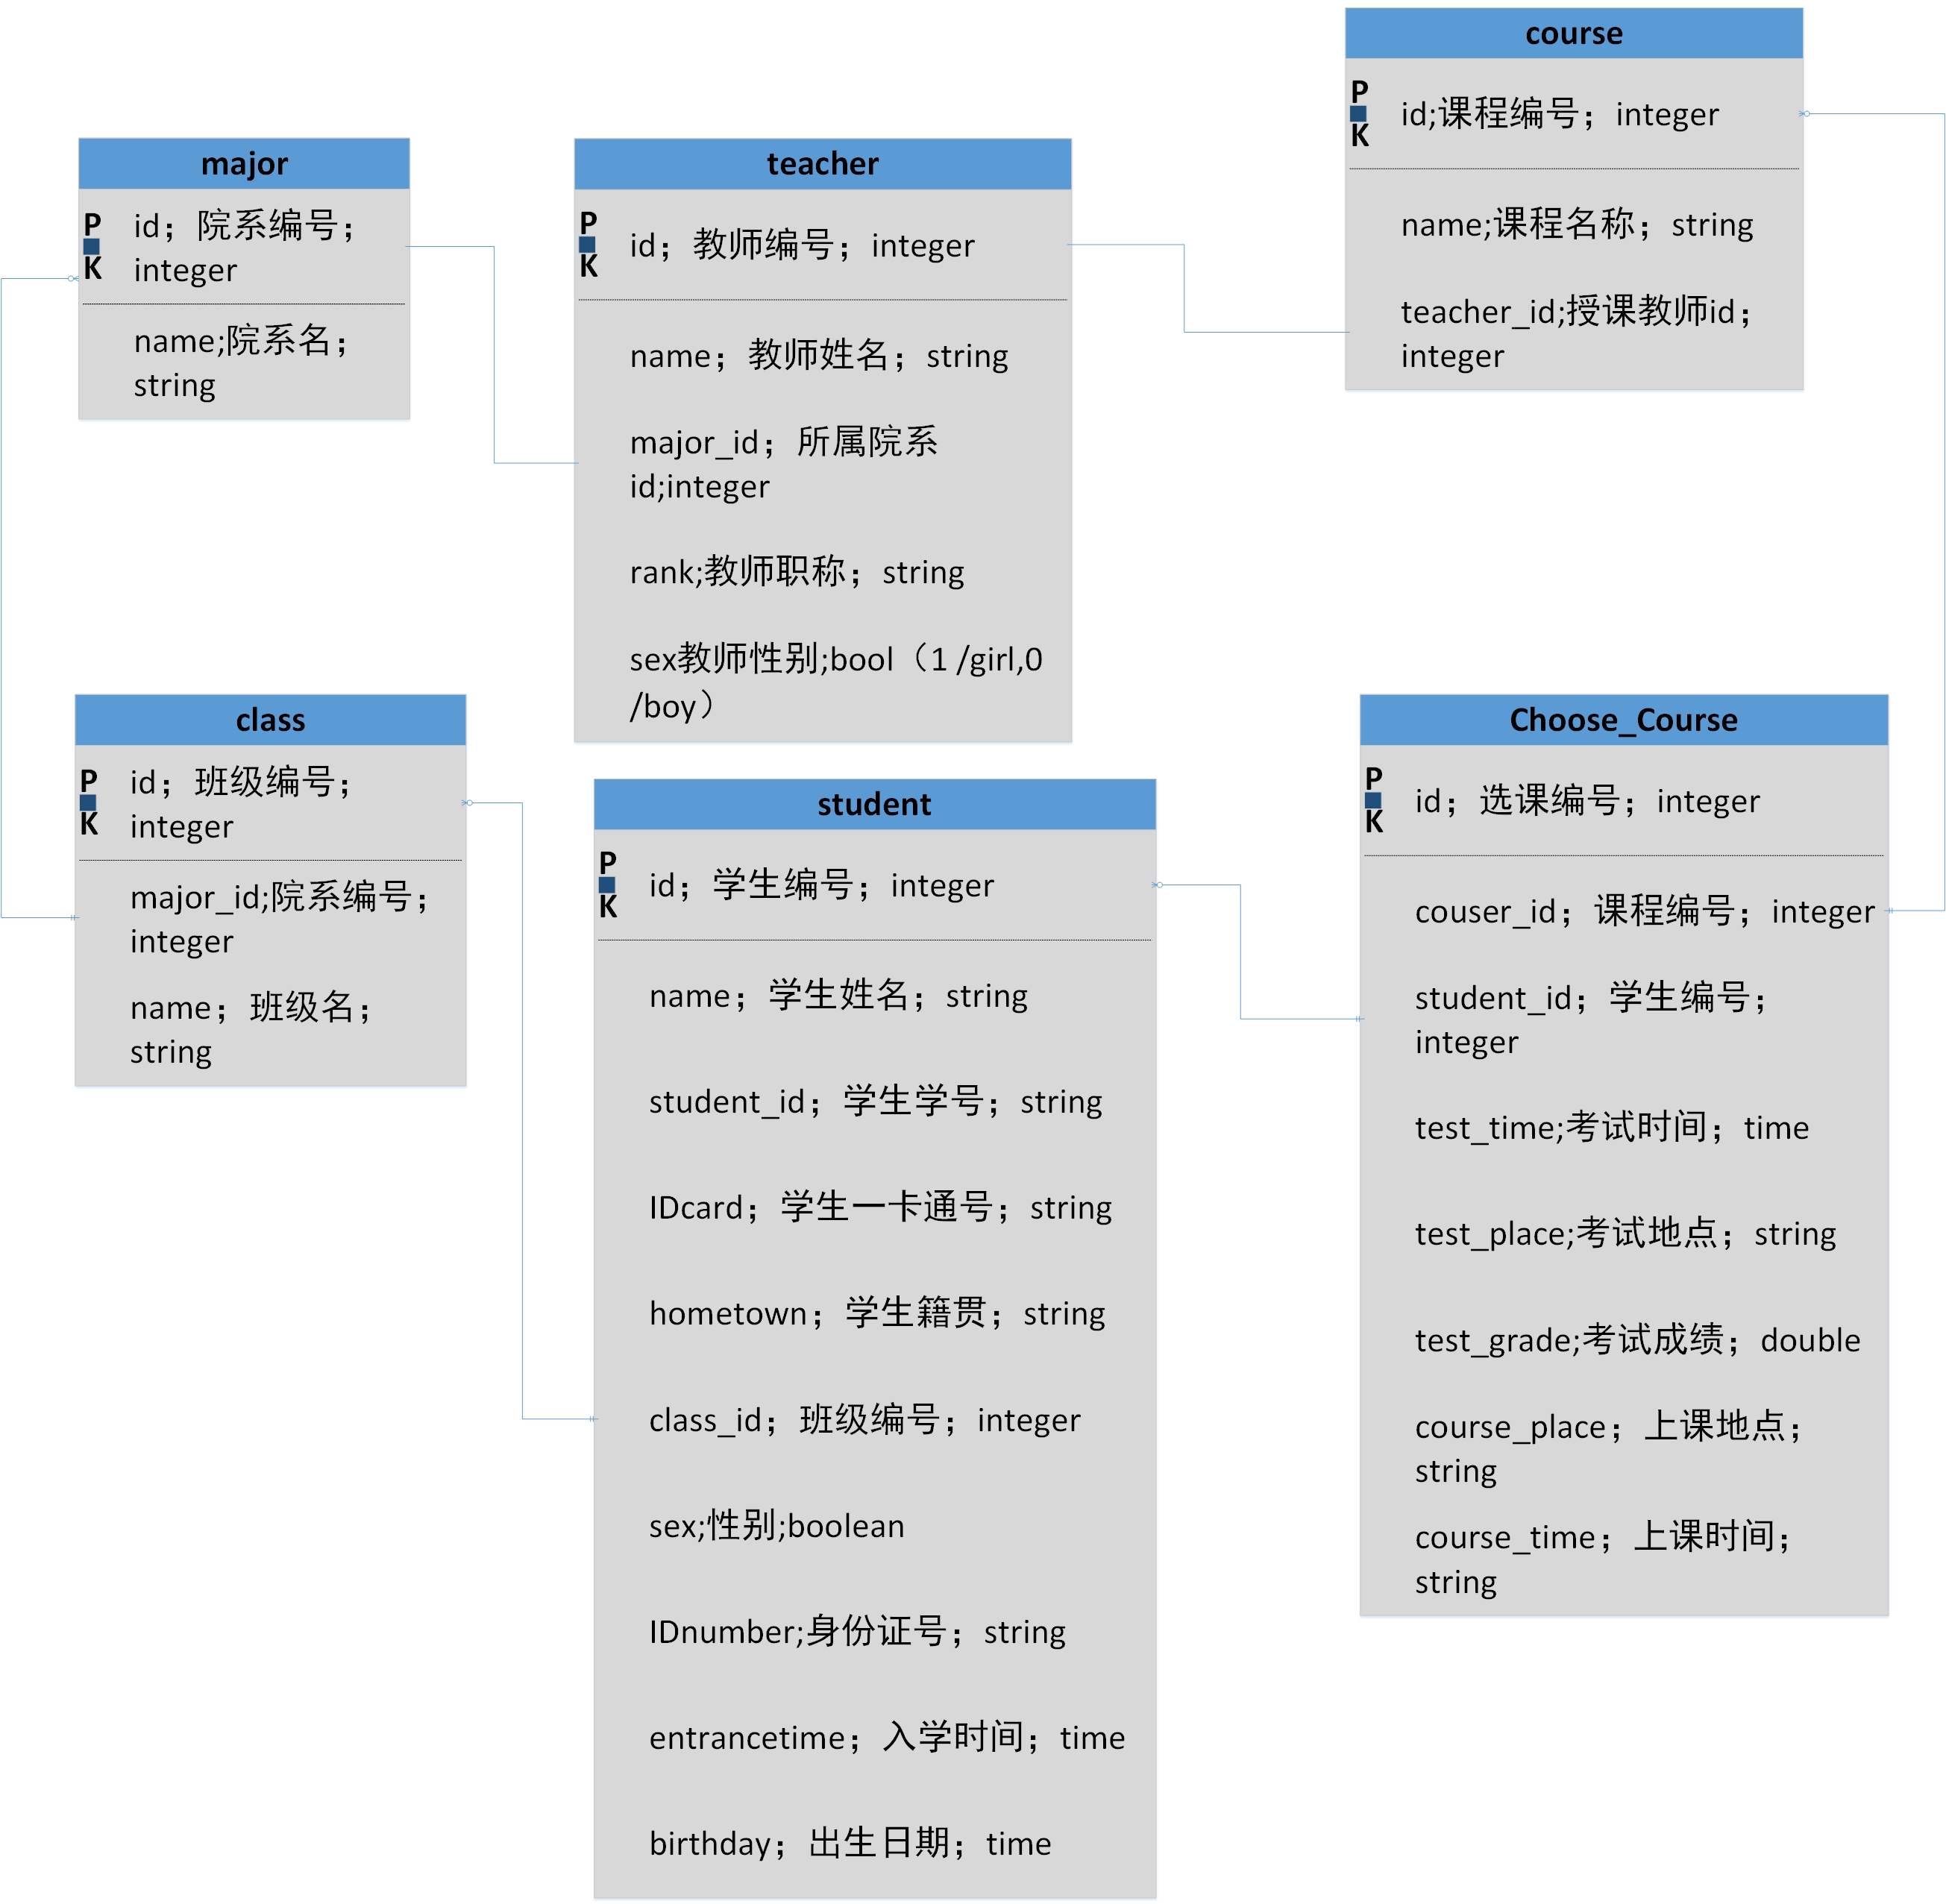 major
P
K
id；院系编号；
integer
name;院系名；
string
teacher
P
K
id；教师编号；integer
name；教师姓名；string
major_id；所属院系
id;integer
rank;教师职称；string
sex教师性别;bool（1 /girl,0
/boy）
course
P
K
id;课程编号；integer
name;课程名称；string
teacher_id;授课教师id；
integer
class
P
K
id；班级编号；
integer
major_id;院系编号；
integer
name；班级名；
string
student
P
K
id；学生编号；integer
name；学生姓名；string
student_id；学生学号；string
IDcard；学生一卡通号；string
hometown；学生籍贯；string
class_id；班级编号；integer
sex;性别;boolean
IDnumber;身份证号；string
entrancetime；入学时间；time
birthday；出生日期；time
Choose_Course
P
K
id；选课编号；integer
couser_id；课程编号；integer
student_id；学生编号；
integer
test_time;考试时间；time
test_place;考试地点；string
test_grade;考试成绩；double
course_place；上课地点；
string
course_time；上课时间；
string